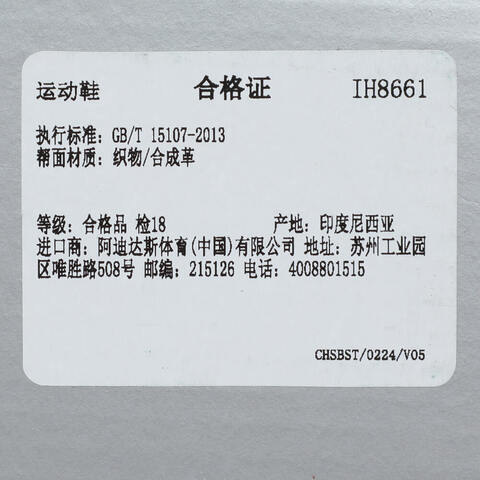 运动鞋 合格证 IH8661
执行标准: GB/T 15107-2013
帮面材质: 织物/合成革
等级: 合格品 检18 产地: 印度尼西亚
进口商: 阿迪达斯体育(中国)有限公司 地址: 苏州工业园
区唯胜路508号 邮编: 215126 电话: 4008801515
CHSBST/0224/V05